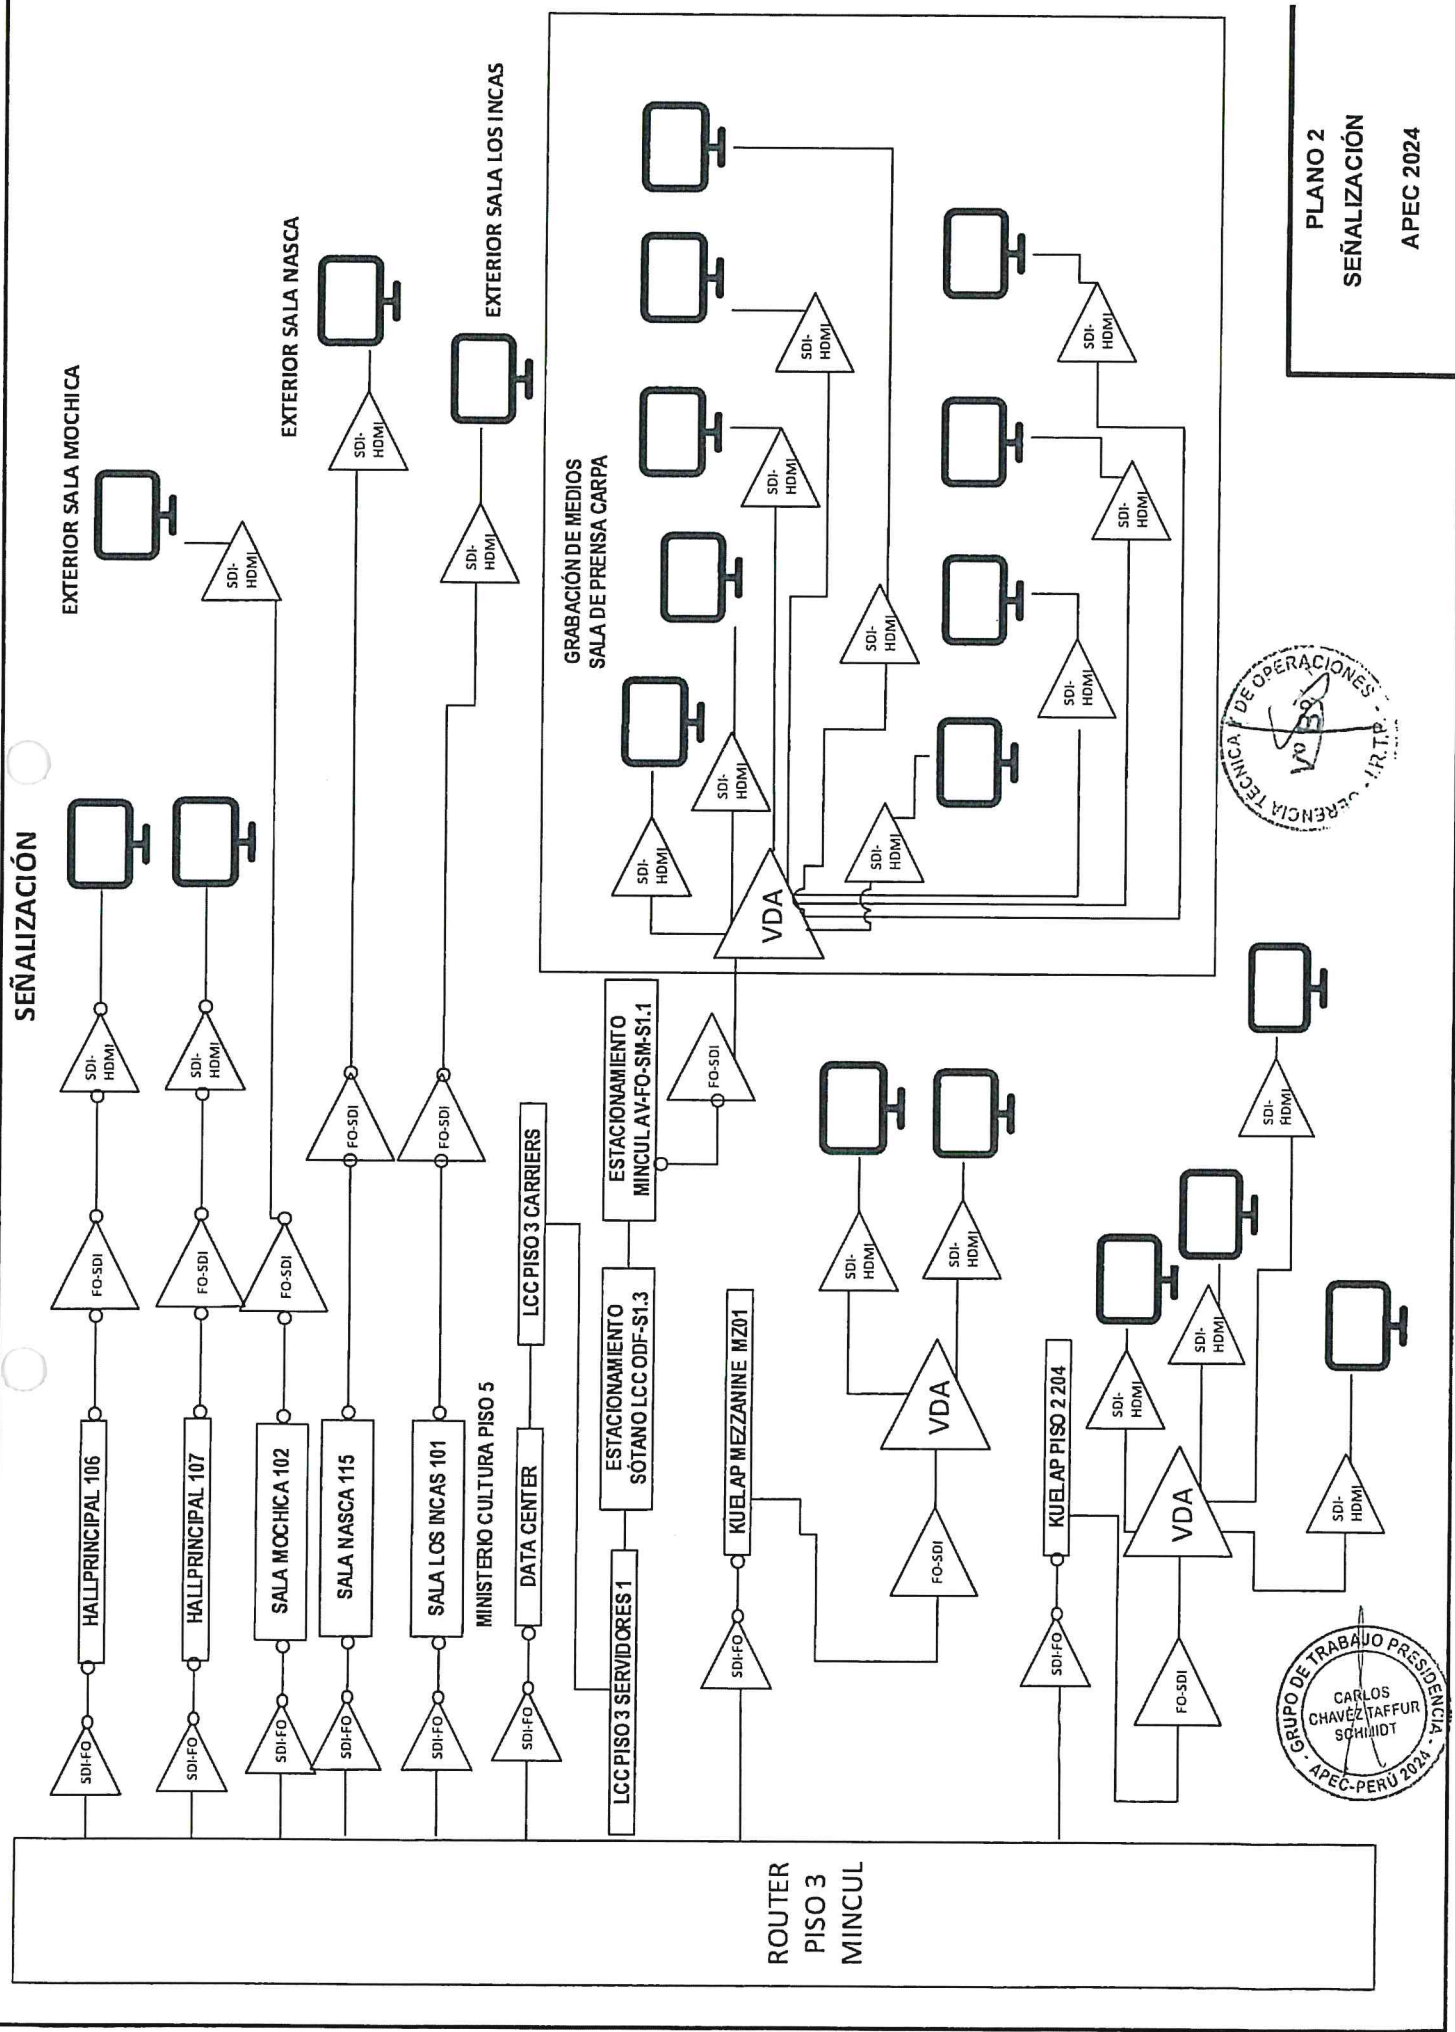 SEÑALIZACIÓN
EXTERIOR SALA MOCHICA
EXTERIOR SALA NASCA
EXTERIOR SALA LOS INCAS
SDI-FO
HALLPRINCIPAL 106
FO-SDI
SDI-
HDMI
SDI-FO
HALLPRINCIPAL 107
FO-SDI
SDI-
HDMI
SDI-FO
SALA MOCHICA 102
FO-SDI
SDI-
HDMI
SDI-FO
SALA NASCA 115
FO-SDI
SDI-
HDMI
SDI-FO
SALA LOS INCAS 101
FO-SDI
SDI-
HDMI
MINISTERIO CULTURA PISO 5
SDI-FO
DATA CENTER
LCC PISO 3 CARRIERS
LCC PISO 3 SERVIDORES 1
ESTACIONAMIENTO
SÓTANO LCC ODF-S1.3
ESTACIONAMIENTO
MINCUL AV-FO-SM-S1.1
FO-SDI
GRABACIÓN DE MEDIOS
SALA DE PRENSA CARPA
VDA
SDI-
HDMI
SDI-
HDMI
SDI-
HDMI
SDI-
HDMI
SDI-
HDMI
SDI-
HDMI
SDI-
HDMI
SDI-
HDMI
SDI-
HDMI
SDI-FO
KUELAP MEZZANINE MZ01
FO-SDI
VDA
SDI-
HDMI
SDI-
HDMI
SDI-FO
KUELAP PISO 2 204
FO-SDI
VDA
SDI-
HDMI
SDI-
HDMI
SDI-
HDMI
SDI-
HDMI
ROUTER
PISO 3
MINCUL
GRUPO DE TRABAJO PRESIDENCIA
CARLOS
CHAVEZ TAFFUR
SCHMIDT
APEC-PERÚ 2024
GERENCIA TÉCNICA Y DE OPERACIONES - I.R.T.P.
Vº Bº
PLANO 2
SEÑALIZACIÓN
APEC 2024